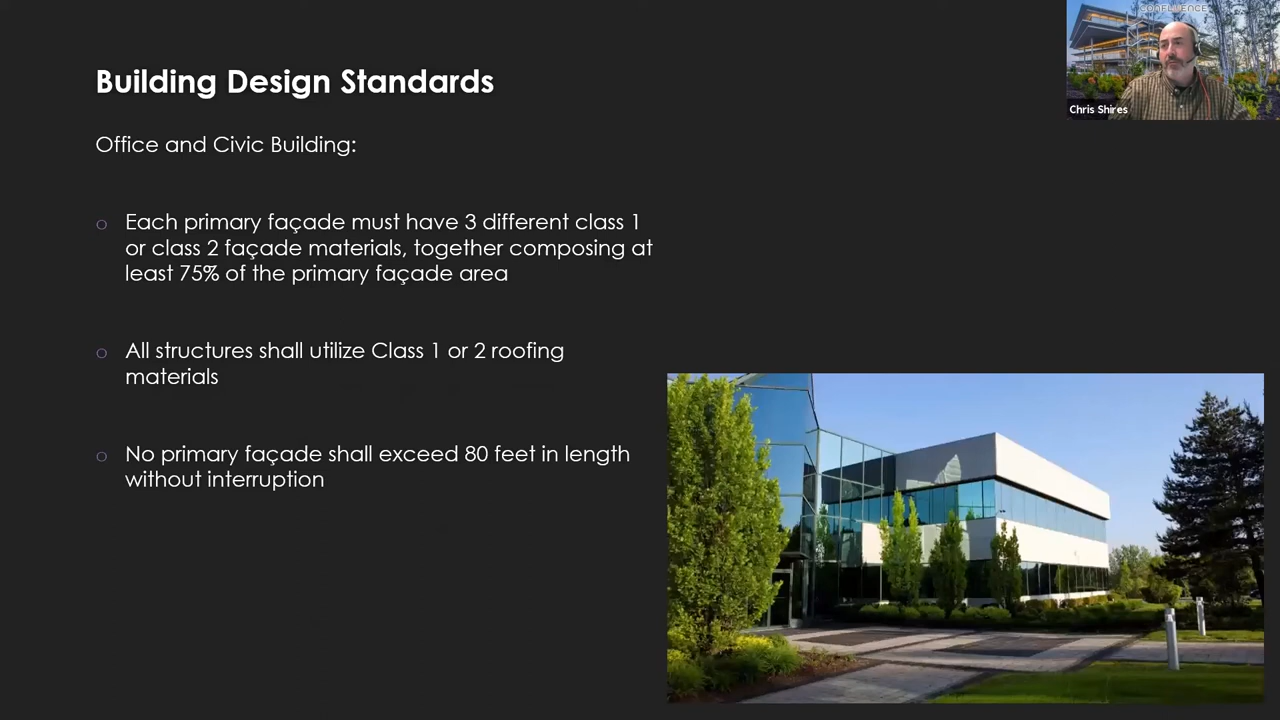 CONFLUENCE
Chris Shires
Building Design Standards
Office and Civic Building:
Each primary façade must have 3 different class 1
or class 2 façade materials, together composing at
least 75% of the primary façade area
All structures shall utilize Class 1 or 2 roofing
materials
No primary façade shall exceed 80 feet in length
without interruption